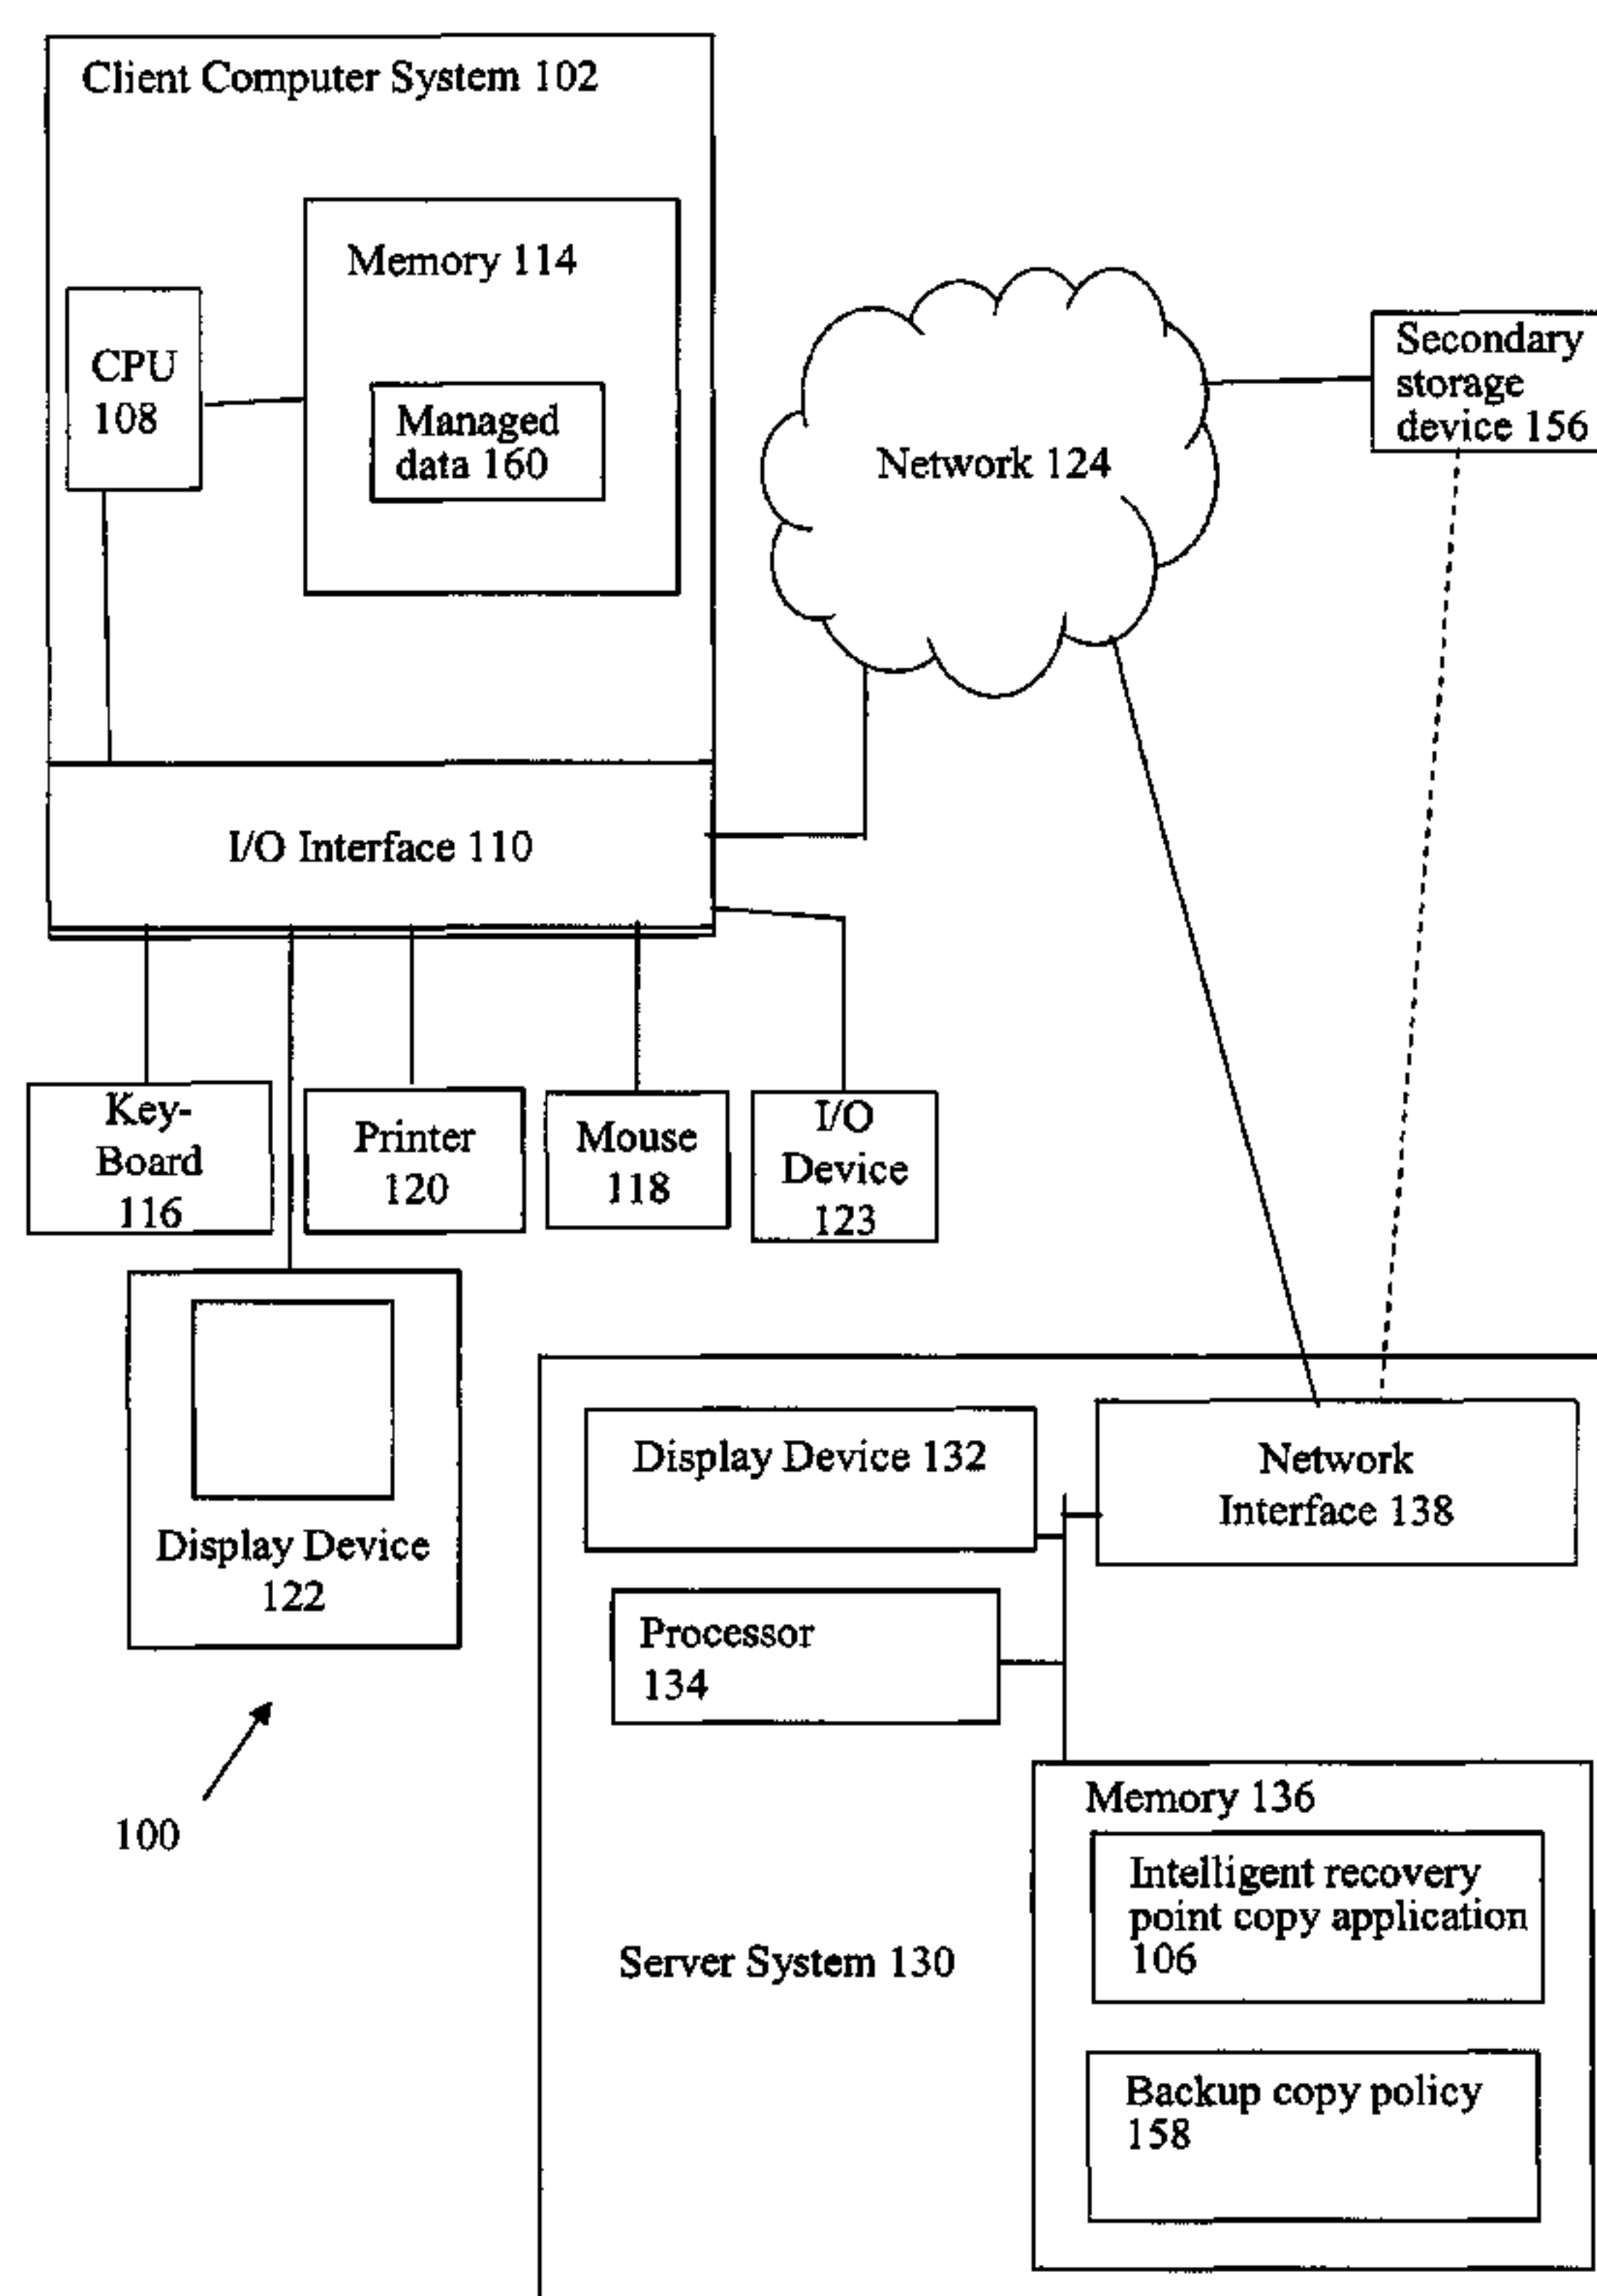 Client Computer System 102
Memory 114
CPU
108
Managed
data 160
Network 124
Secondary
storage
device 156
I/O Interface 110
Key-
Board
116
Printer
120
Mouse
118
I/O
Device
123
Display Device
122
100
Display Device 132
Network
Interface 138
Processor
134
Memory 136
Intelligent recovery
point copy application
106
Server System 130
Backup copy policy
158